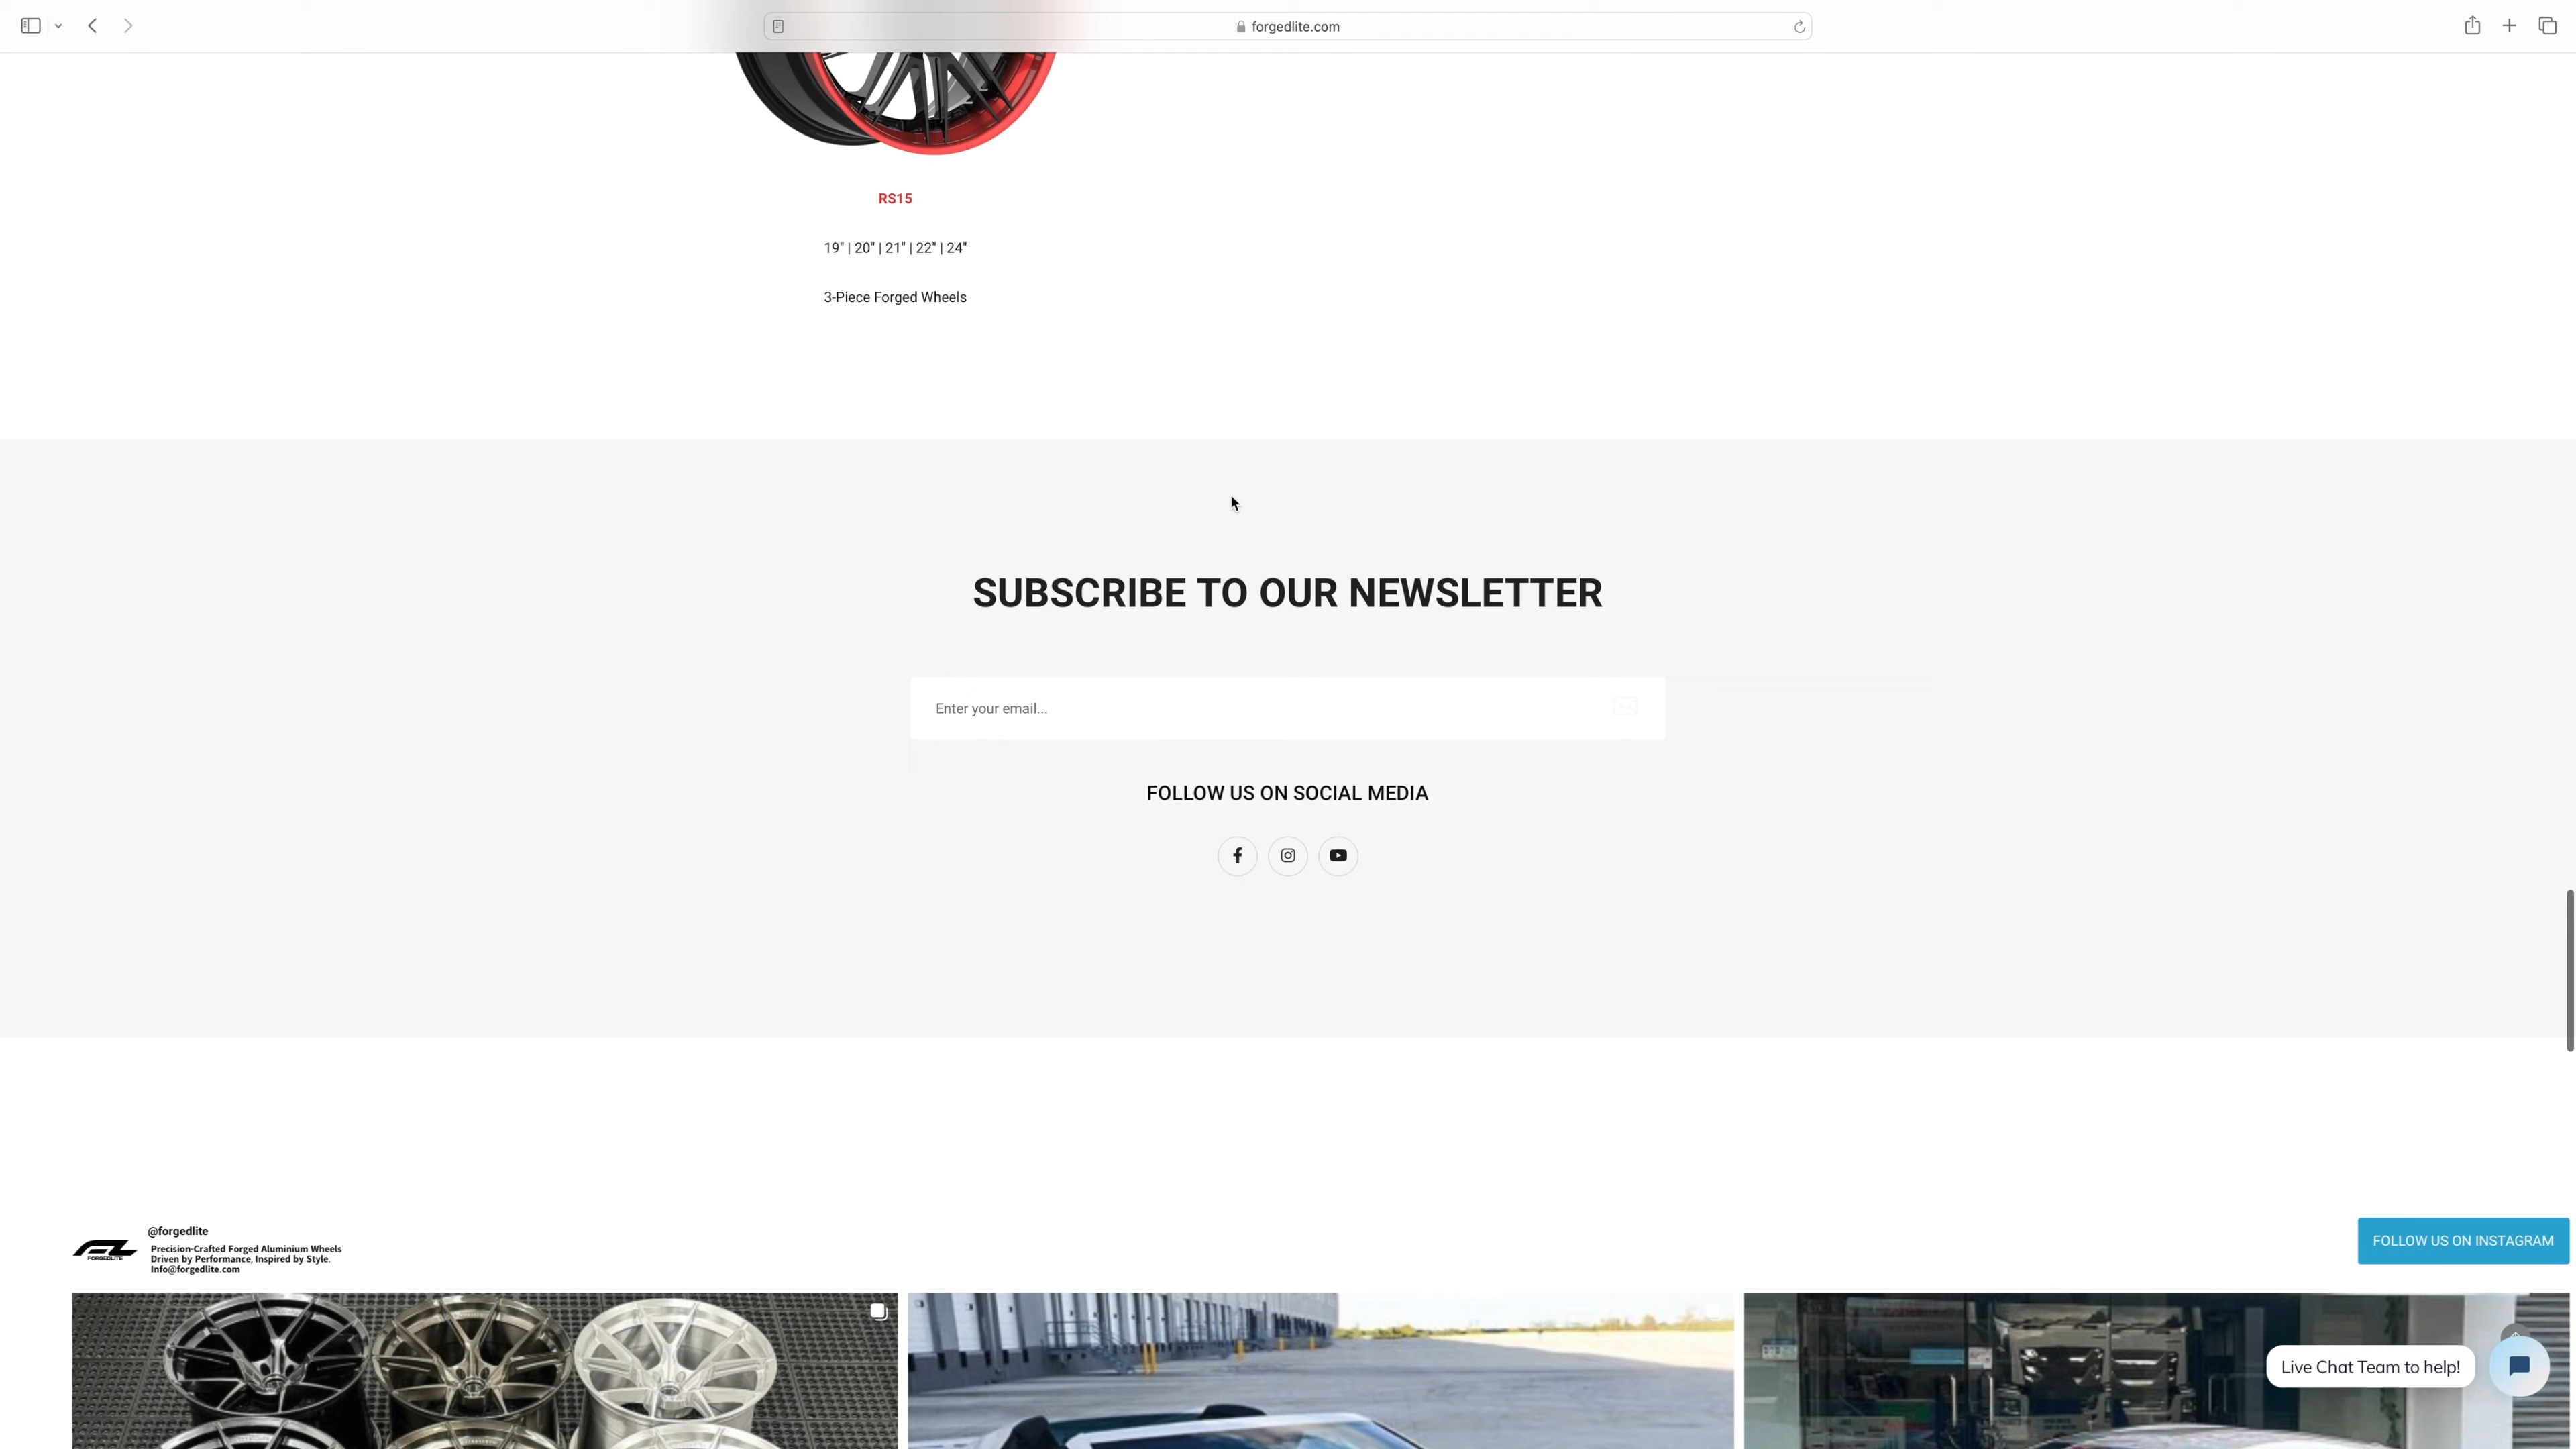 forgedlite.com
RS15
19" | 20" | 21" | 22" | 24"
3-Piece Forged Wheels
SUBSCRIBE TO OUR NEWSLETTER
Enter your email...
FOLLOW US ON SOCIAL MEDIA
@forgedlite
FORGEDLITE
Precision-Crafted Forged Aluminium Wheels
Driven by Performance, Inspired by Style.
Info@forgedlite.com
FOLLOW US ON INSTAGRAM
Live Chat Team to help!